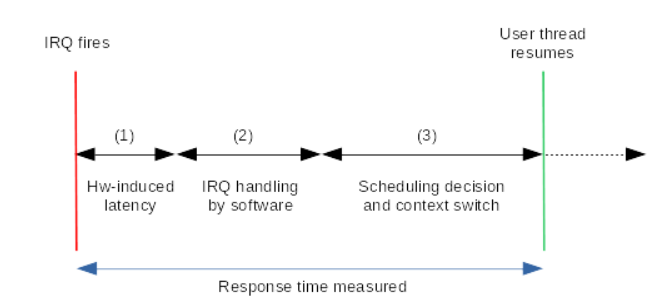 IRQ fires
User thread
resumes
(1)
(2)
(3)
Hw-induced
latency
IRQ handling
by software
Scheduling decision
and context switch
Response time measured